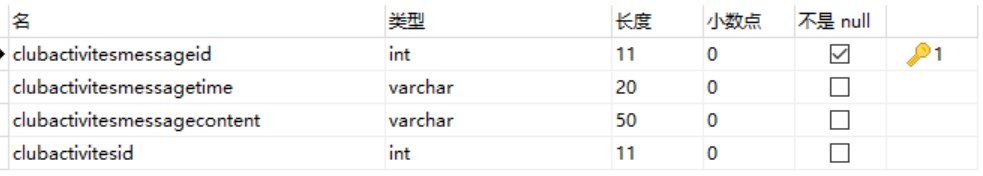 名 类型 长度 小数点 不是 null
clubactivitesmessageid int 11 0 1
clubactivitesmessagetime varchar 20 0
clubactivitesmessagecontent varchar 50 0
clubactivitesid int 11 0